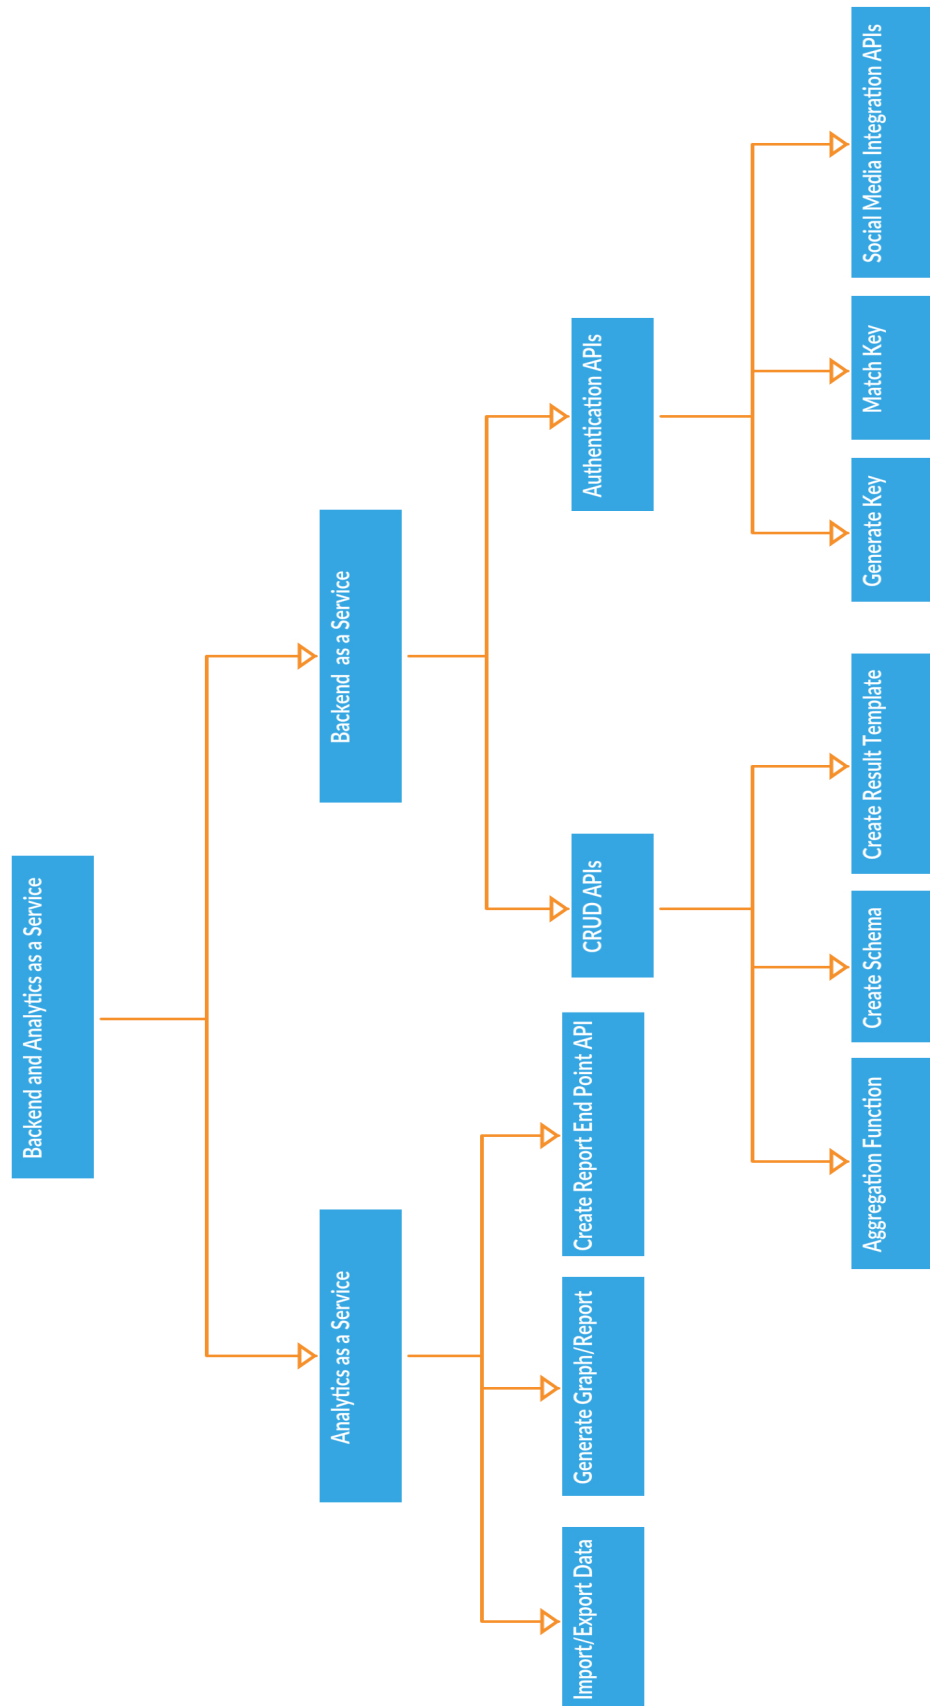 Backend and Analytics as a Service
Analytics as a Service
Backend as a Service
Import/Export Data
Generate Graph/Report
Create Report End Point API
CRUD APIs
Authentication APIs
Aggregation Function
Create Schema
Create Result Template
Generate Key
Match Key
Social Media Integration APIs